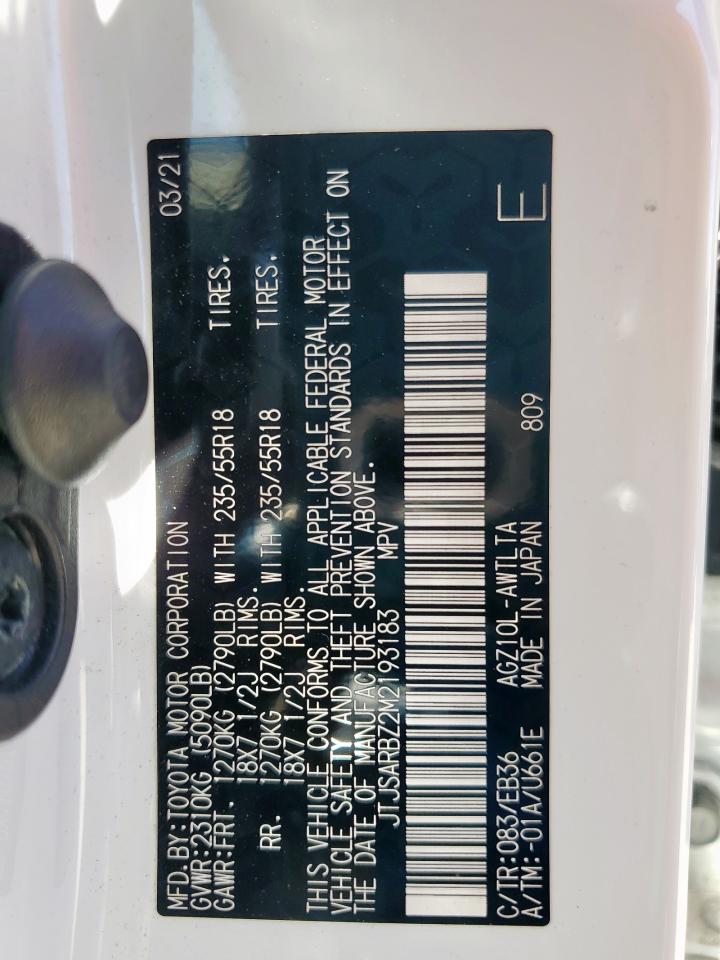 MFD.BY:TOYOTA MOTOR CORPORATION 03/21
GVWR:2310KG (5090LB)
GAWR:FRT. 1270KG (2790LB) WITH 235/55R18 TIRES.
18X7 1/2J RIMS.
RR. 1270KG (2790LB) WITH 235/55R18 TIRES.
18X7 1/2J RIMS.
THIS VEHICLE CONFORMS TO ALL APPLICABLE FEDERAL MOTOR
VEHICLE SAFETY AND THEFT PREVENTION STANDARDS IN EFFECT ON
THE DATE OF MANUFACTURE SHOWN ABOVE.
JTJSARBZ2M2193183 MPV
C/TR:083/EB36 AGZ10L-AWTLTA E
A/TM:-01A/U661E MADE IN JAPAN 809